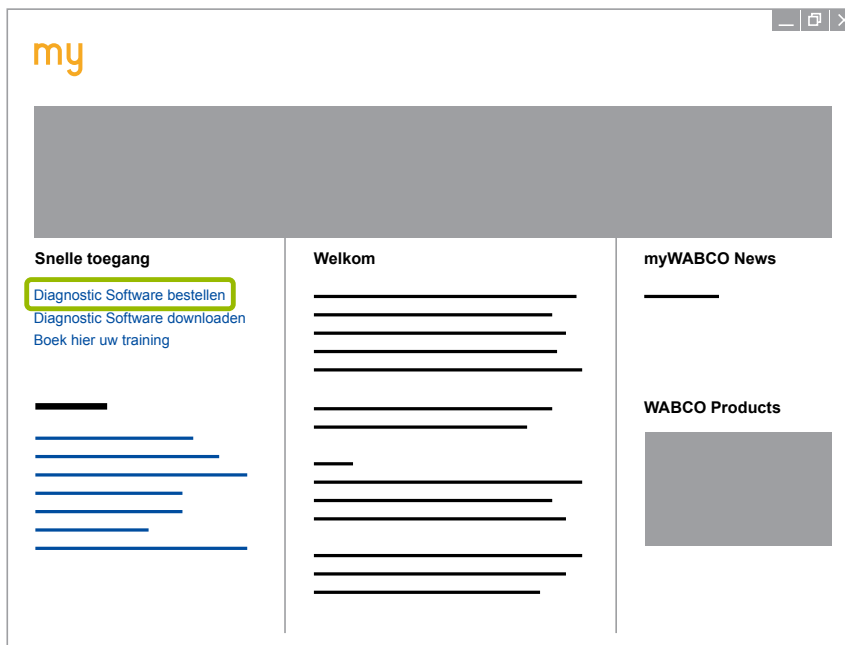 my
Snelle toegang
Diagnostic Software bestellen
Diagnostic Software downloaden
Boek hier uw training
Welkom
myWABCO News
WABCO Products